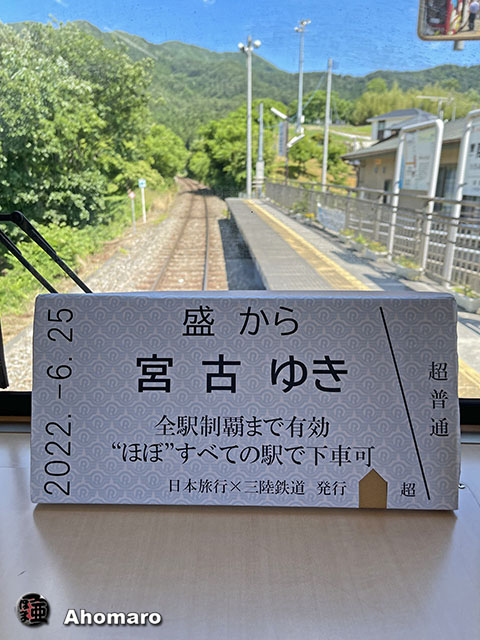 盛 から
宮 古 ゆき
全駅制覇まで有効
“ほぼ”すべての駅で下車可
日本旅行×三陸鉄道 発行
2022.-6.25
超普通
超
Ahomaro